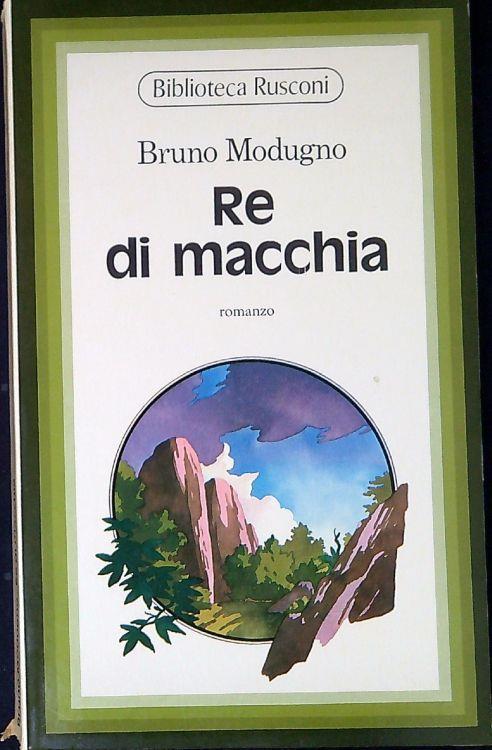 Biblioteca Rusconi
Bruno Modugno
Re
di macchia
romanzo